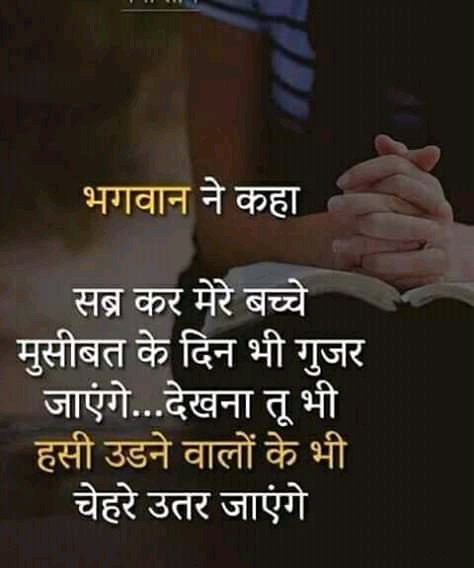 भगवान ने कहा
सब्र कर मेरे बच्चे
मुसीबत के दिन भी गुजर
जाएंगे...देखना तू भी
हसी उडने वालों के भी
चेहरे उतर जाएंगे